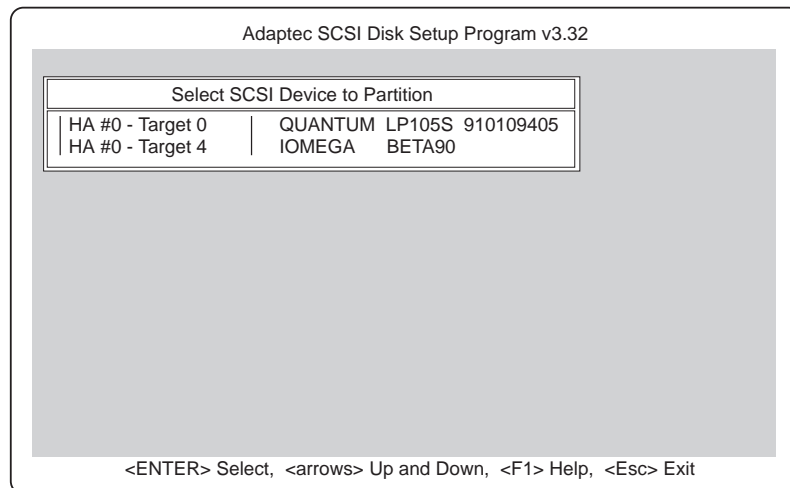 Adaptec SCSI Disk Setup Program v3.32
Select SCSI Device to Partition
HA #0 - Target 0 QUANTUM LP105S 910109405
HA #0 - Target 4 IOMEGA BETA90
<ENTER> Select, <arrows> Up and Down, <F1> Help, <Esc> Exit